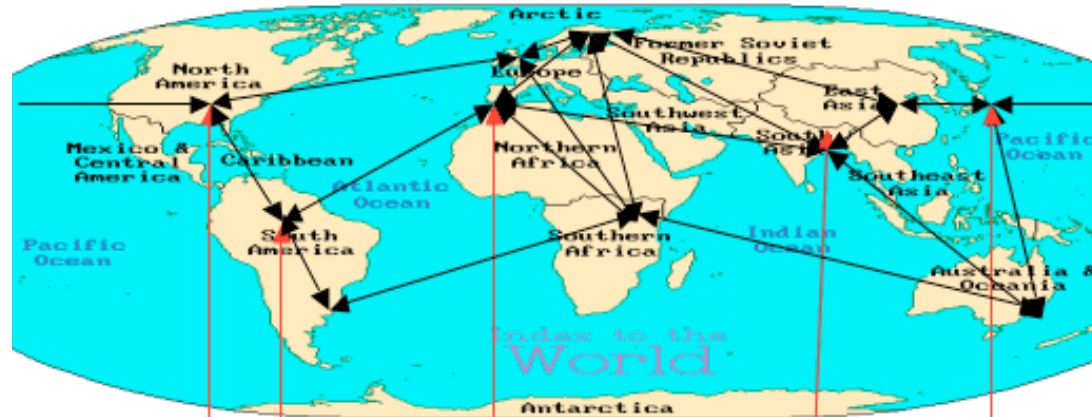 Arctic
Former Soviet
Republics
North
America
Europe
East
Asia
Southwest
Asia
South
Asia
Pacific
Ocean
Mexico &
Central
America
Caribbean
Northern
Africa
Southeast
Asia
Atlantic
Ocean
South
America
Southern
Africa
Indian
Ocean
Pacific
Ocean
Australia &
Oceania
Index to the
World
Antarctica